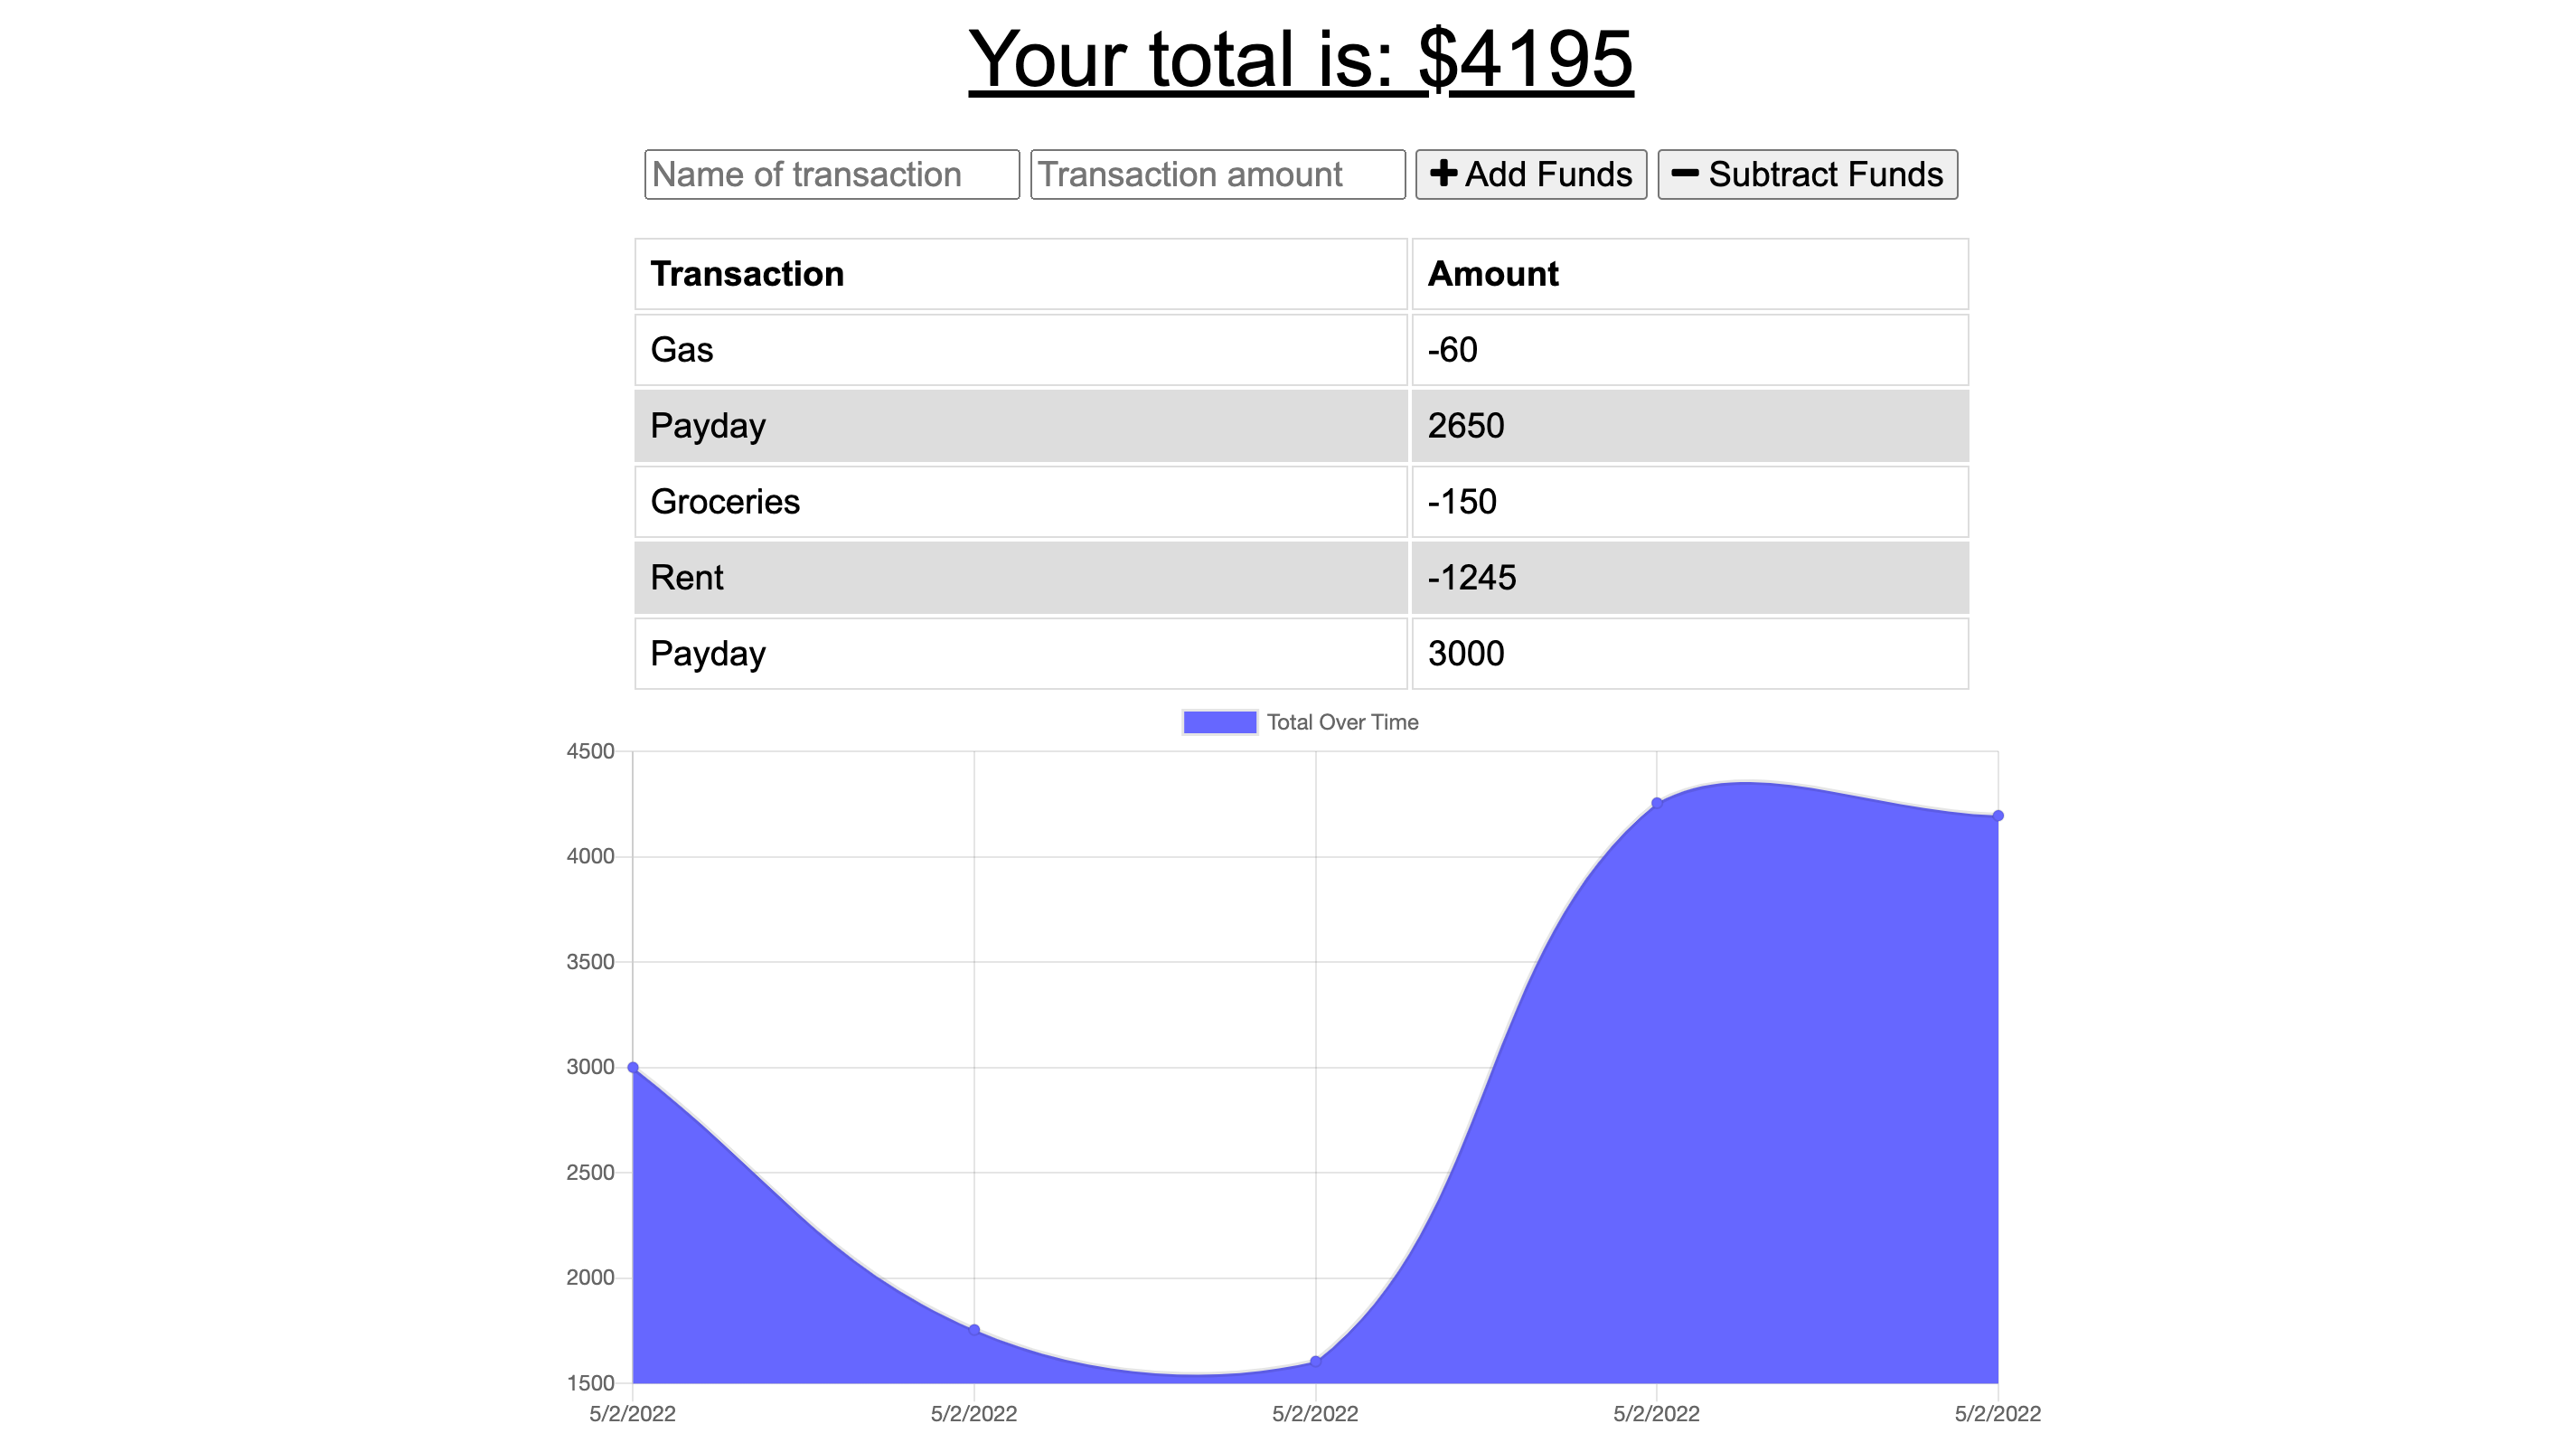 Your total is: $4195
Name of transaction Transaction amount Add Funds Subtract Funds
Transaction Amount
Gas -60
Payday 2650
Groceries -150
Rent -1245
Payday 3000
Total Over Time
4500
4000
3500
3000
2500
2000
1500
5/2/2022 5/2/2022 5/2/2022 5/2/2022 5/2/2022